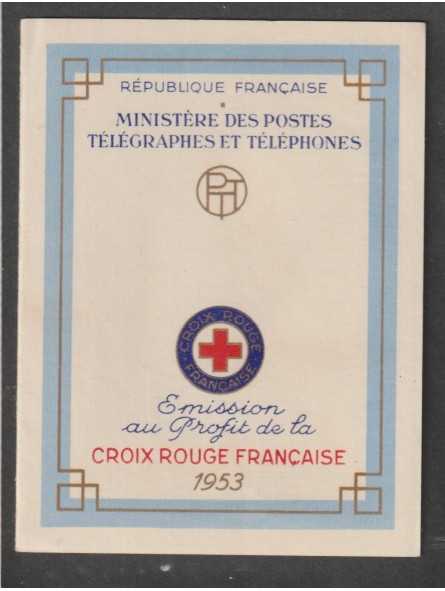 RÉPUBLIQUE FRANÇAISE
MINISTÈRE DES POSTES
TÉLÉGRAPHES ET TÉLÉPHONES
PTT
CROIX ROUGE
FRANÇAISE
Emission
au Profit de la
CROIX ROUGE FRANÇAISE
1953